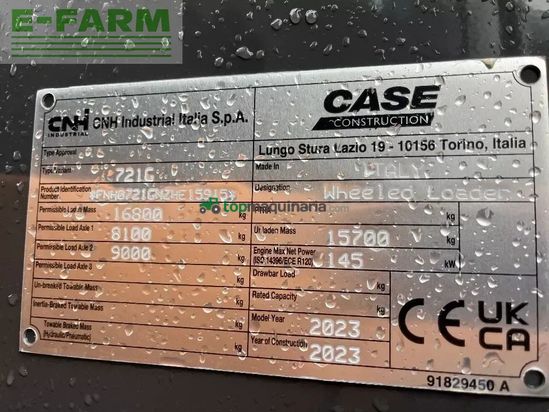 E-FARM
CNH INDUSTRIAL CNH Industrial Italia S.p.A.
CASE CONSTRUCTION
Lungo Stura Lazio 19 - 10156 Torino, Italia
Type Approval
Made in ITALY
Type/Variant 721G
Designation Wheeled Loader
Product Identification Number
Permissible Laden Mass 16800 kg
kg
Permissible Load Axle 1 8100 kg
Unladen Mass 15700 kg
Permissible Load Axle 2 9000 kg
Engine Max Net Power (ISO 14396/ECE R120) 145 kW
Permissible Load Axle 3 kg
Drawbar Load kg
Un-braked Towable Mass kg
Rated Capacity kg
Inertia-Braked Towable Mass kg
Model Year 2023
Towable Braked Mass (Hydraulic/Pneumatic) kg
Year of Construction 2023
CE UK CA
91829450 A
topmaquinaria.com